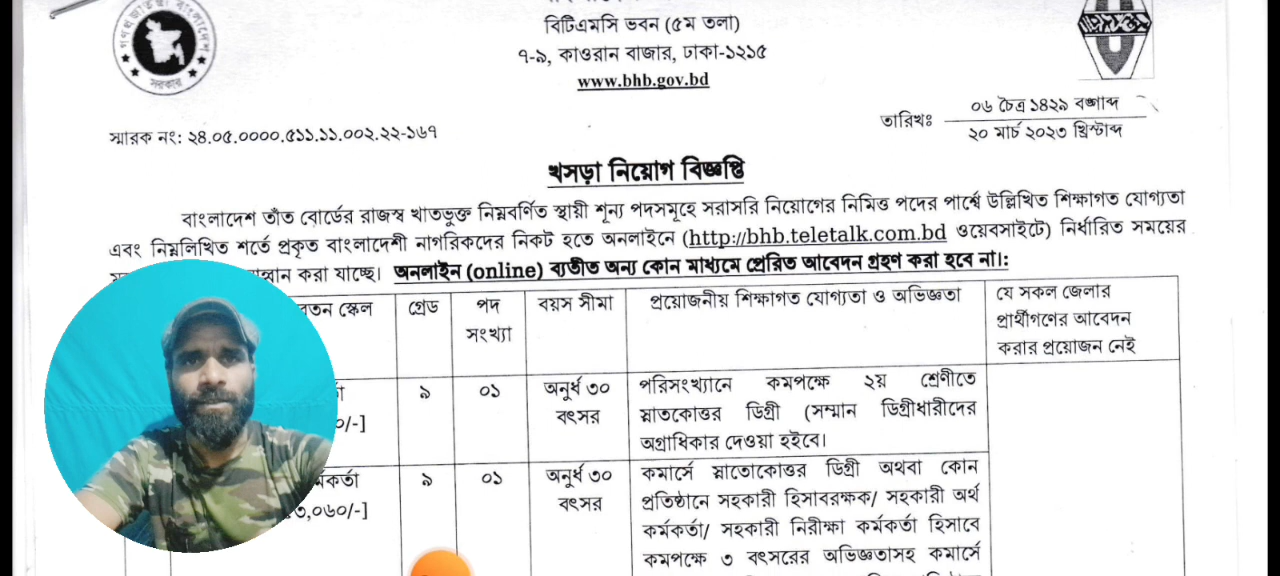 বিটিএমসি ভবন (৫ম তলা)
৭-৯, কাওরান বাজার, ঢাকা-১২১৫
www.bhb.gov.bd
গণপ্রজাতন্ত্রী বাংলাদেশ
সরকার
স্মারক নং: ২৪.০৫.০০০০.৫১১.১১.০০২.২২-১৬৭
তারিখঃ
০৬ চৈত্র ১৪২৯ বঙ্গাব্দ
২০ মার্চ ২০২৩ খ্রিস্টাব্দ
খসড়া নিয়োগ বিজ্ঞপ্তি
বাংলাদেশ তাঁত বোর্ডের রাজস্ব খাতভুক্ত নিম্নবর্ণিত স্থায়ী শূন্য পদসমূহে সরাসরি নিয়োগের নিমিত্ত পদের পার্শ্বে উল্লিখিত শিক্ষাগত যোগ্যতা
এবং নিম্নলিখিত শর্তে প্রকৃত বাংলাদেশী নাগরিকদের নিকট হতে অনলাইনে (http://bhb.teletalk.com.bd ওয়েবসাইটে) নির্ধারিত সময়ের
করা যাচ্ছে। অনলাইন (online) ব্যতীত অন্য কোন মাধ্যমে প্রেরিত আবেদন গ্রহণ করা হবে না।:
স্কেল
গ্রেড
পদ
সংখ্যা
বয়স সীমা
প্রয়োজনীয় শিক্ষাগত যোগ্যতা ও অভিজ্ঞতা
যে সকল জেলার
প্রার্থীগণের আবেদন
করার প্রয়োজন নেই
৯
০১
অনুর্ধ ৩০
বৎসর
পরিসংখ্যানে কমপক্ষে ২য় শ্রেণীতে
স্নাতকোত্তর ডিগ্রী (সম্মান ডিগ্রীধারীদের
অগ্রাধিকার দেওয়া হইবে।
০/-]
৩,০৬০/-]
৯
০১
অনুর্ধ ৩০
বৎসর
কমার্সে স্নাতোকোত্তর ডিগ্রী অথবা কোন
প্রতিষ্ঠানে সহকারী হিসাবরক্ষক/ সহকারী অর্থ
কর্মকর্তা/ সহকারী নিরীক্ষা কর্মকর্তা হিসাবে
কমপক্ষে ৩ বৎসরের অভিজ্ঞতাসহ কমার্সে